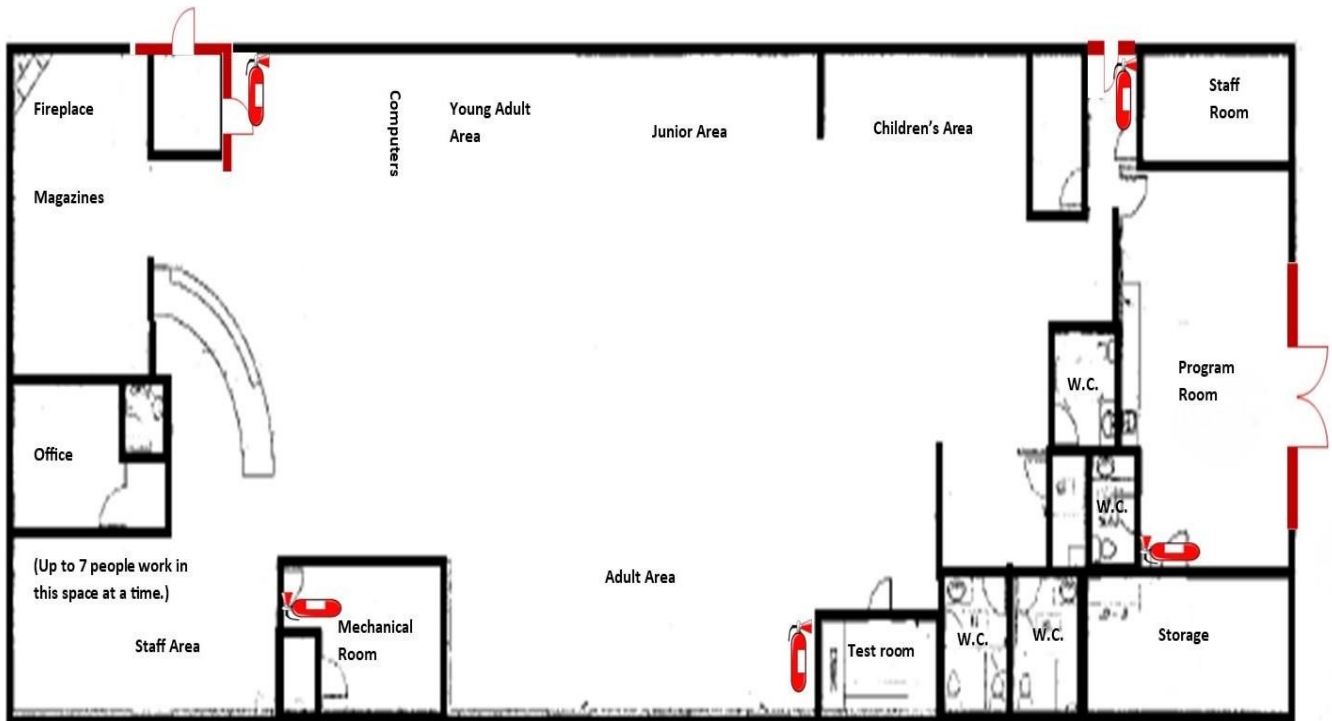 Fireplace
Magazines
Computers
Young Adult
Area
Junior Area
Children's Area
Staff
Room
Program
Room
W.C.
W.C.
Office
(Up to 7 people work in
this space at a time.)
Staff Area
Mechanical
Room
Adult Area
Test room
W.C.
W.C.
Storage